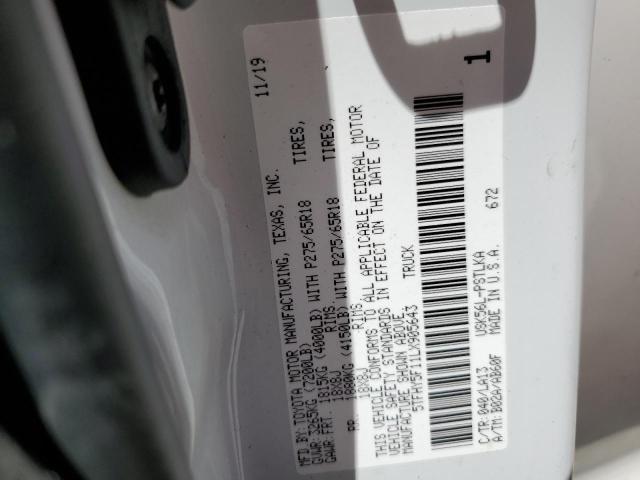 MFD.BY:TOYOTA MOTOR MANUFACTURING, TEXAS, INC. 11/19
GVWR: 3265KG (7200LB)
GAWR: FRT. 1815KG (4000LB) WITH P275/65R18 TIRES,
18X8J RIMS,
RR. 1880KG (4150LB) WITH P275/65R18 TIRES,
18X8J RIMS
THIS VEHICLE CONFORMS TO ALL APPLICABLE FEDERAL MOTOR
VEHICLE SAFETY STANDARDS IN EFFECT ON THE DATE OF
MANUFACTURE SHOWN ABOVE.
5TFHY5F11LX905643 TRUCK
1
C/TR: 040/LA13 USK56L-PSTLKA 672
A/TM: B02A/AB60F MADE IN U.S.A.